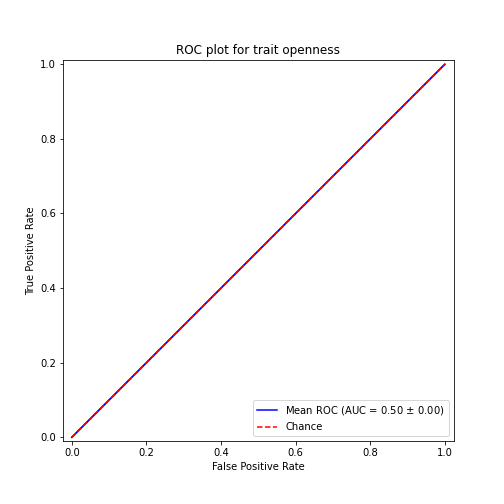 ROC plot for trait openness
1.0
0.8
0.6
0.4
0.2
0.0
True Positive Rate
Mean ROC (AUC = 0.50 ± 0.00)
Chance
0.0 0.2 0.4 0.6 0.8 1.0
False Positive Rate